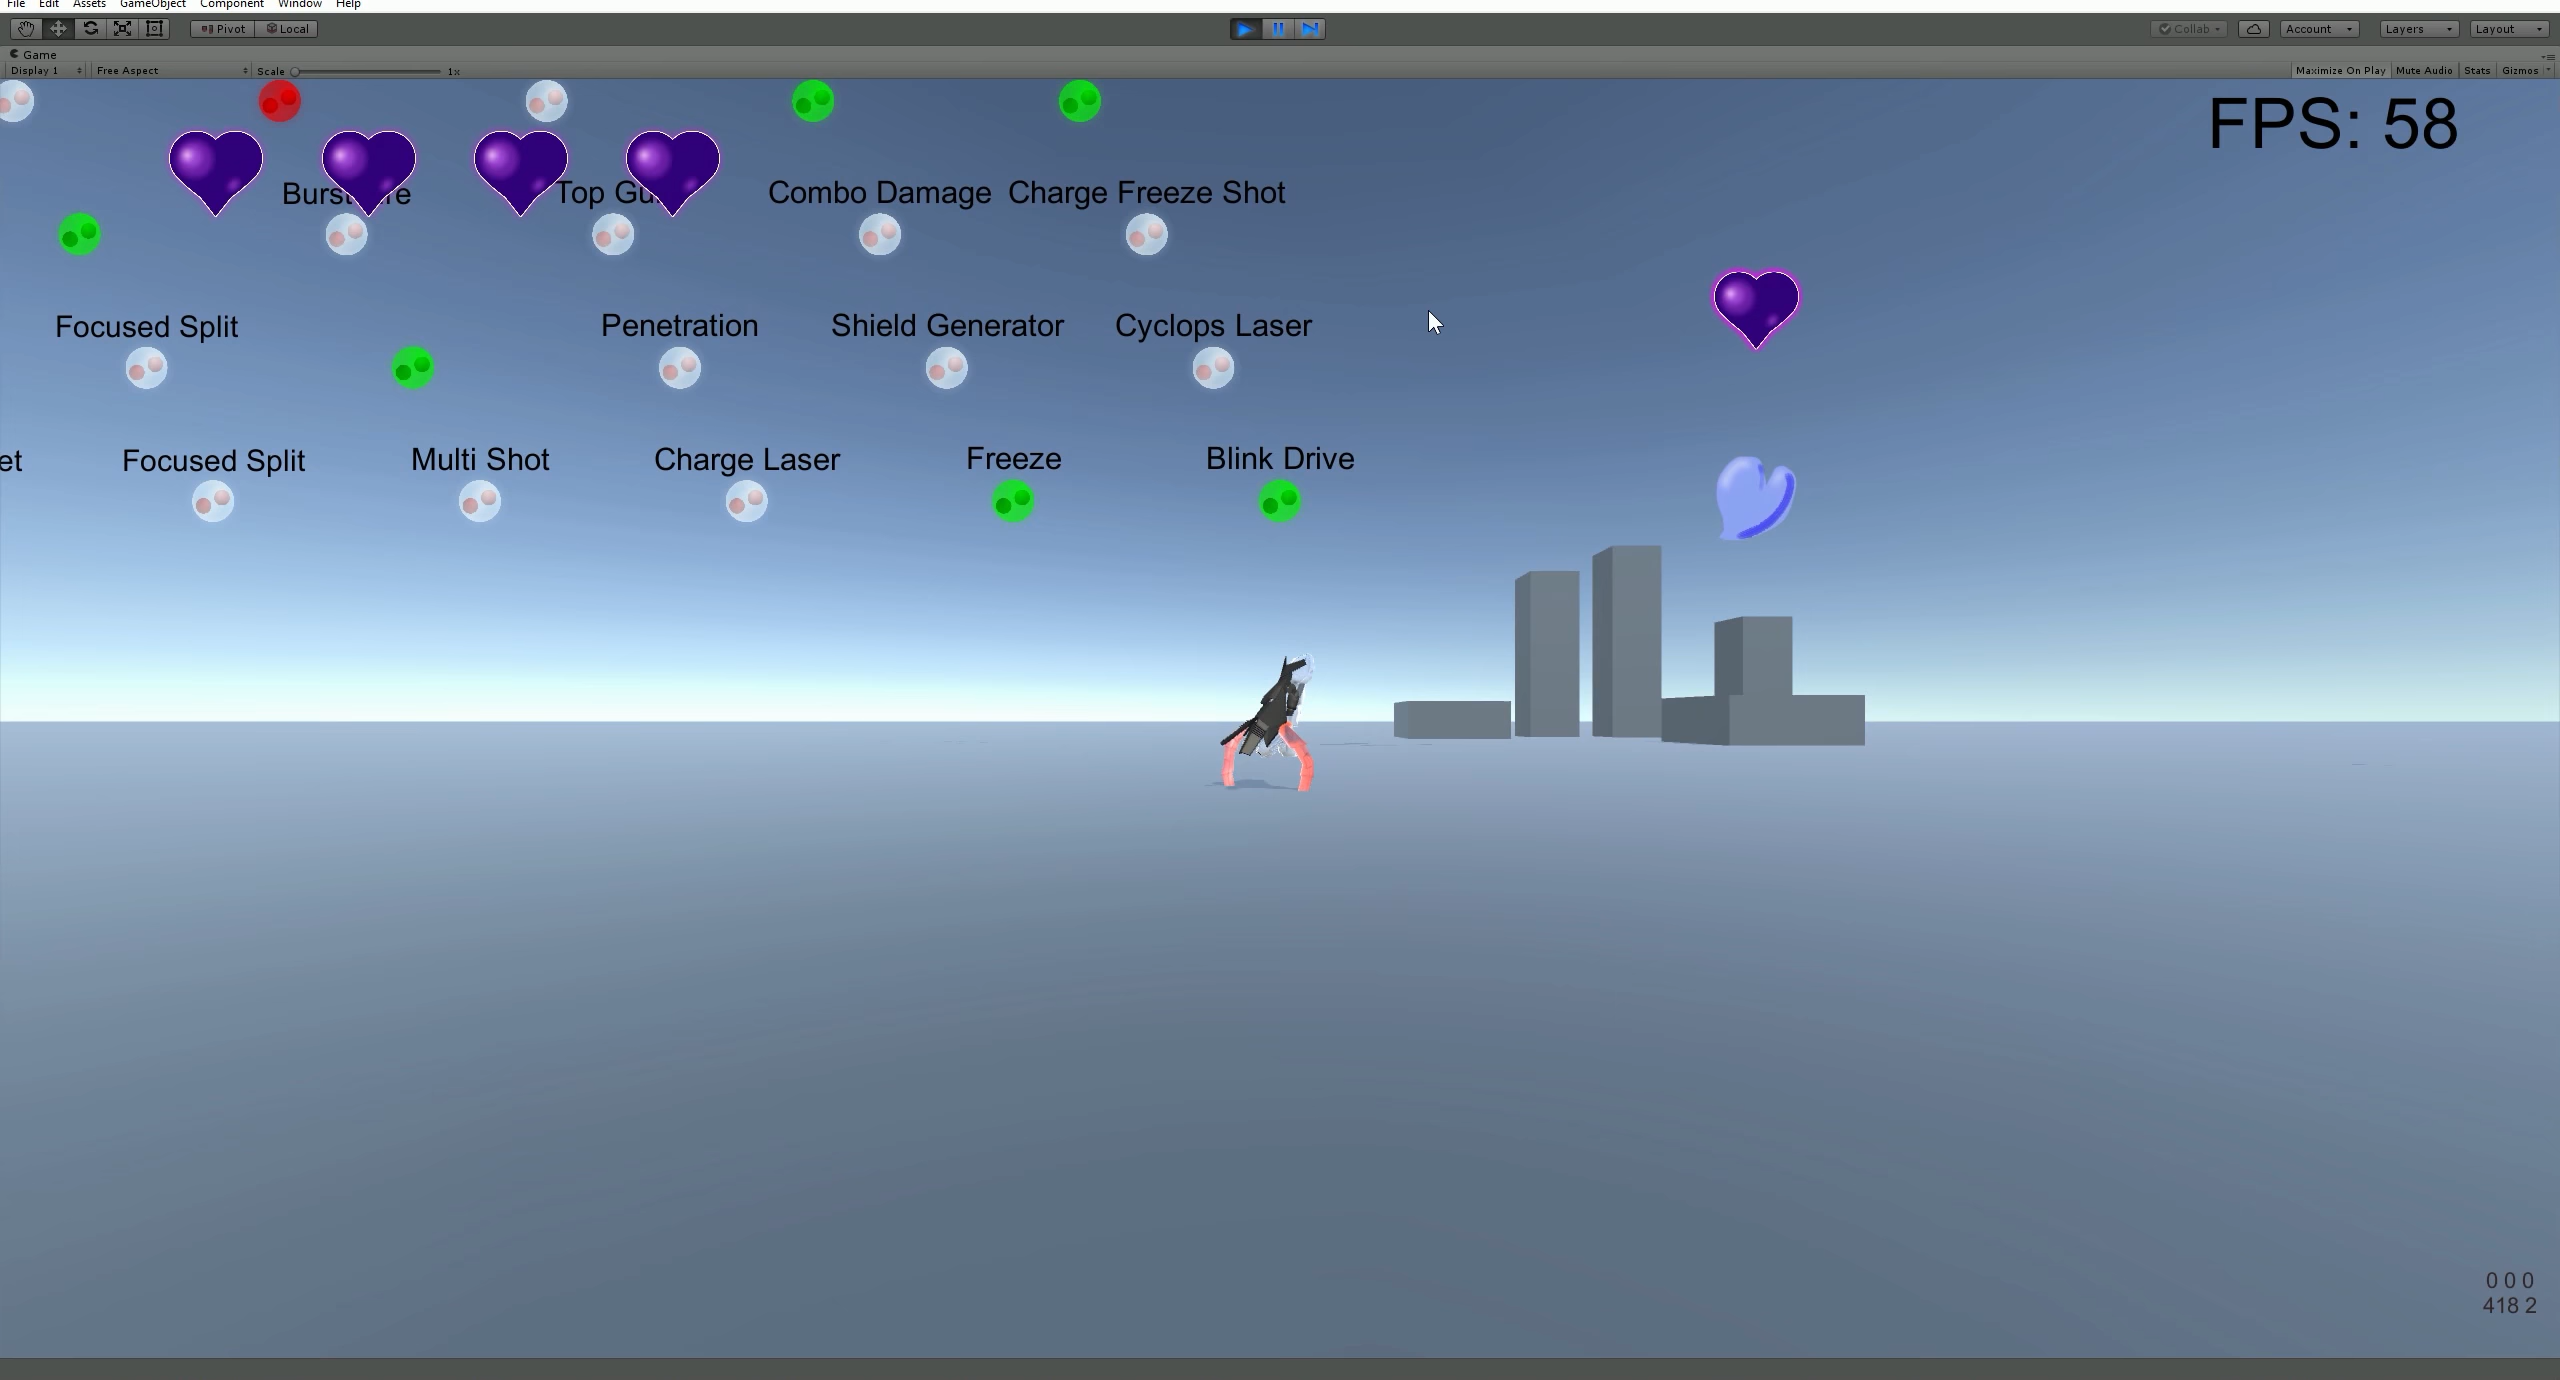 File Edit Assets GameObject Component Window Help
Pivot Local Collab Account Layers Layout
Game
Display 1 Free Aspect Scale 1x Maximize On Play Mute Audio Stats Gizmos
FPS: 58
Combo Damage Charge Freeze Shot
Focused Split Penetration Shield Generator Cyclops Laser
et Focused Split Multi Shot Charge Laser Freeze Blink Drive
0 0 0
418 2